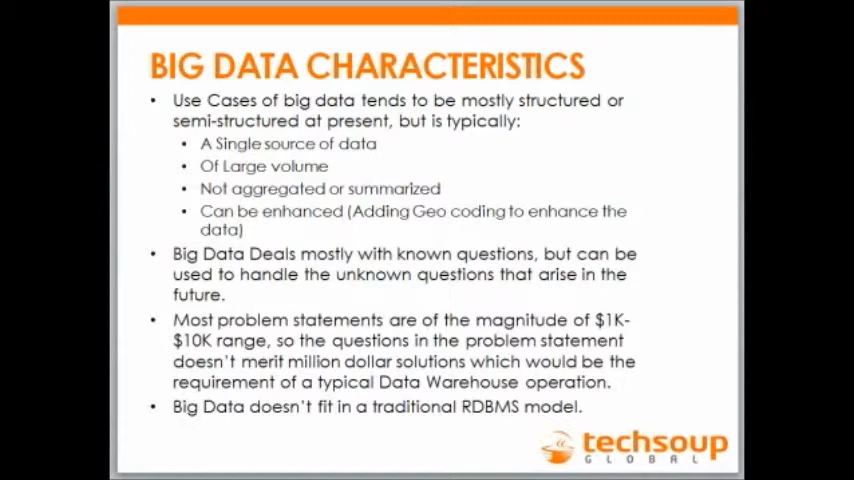 BIG DATA CHARACTERISTICS
• Use Cases of big data tends to be mostly structured or
semi-structured at present, but is typically:
• A Single source of data
• Of Large volume
• Not aggregated or summarized
• Can be enhanced (Adding Geo coding to enhance the
data)
• Big Data Deals mostly with known questions, but can be
used to handle the unknown questions that arise in the
future.
• Most problem statements are of the magnitude of $1K-
$10K range, so the questions in the problem statement
doesn't merit million dollar solutions which would be the
requirement of a typical Data Warehouse operation.
• Big Data doesn't fit in a traditional RDBMS model.
techsoup
GLOBAL